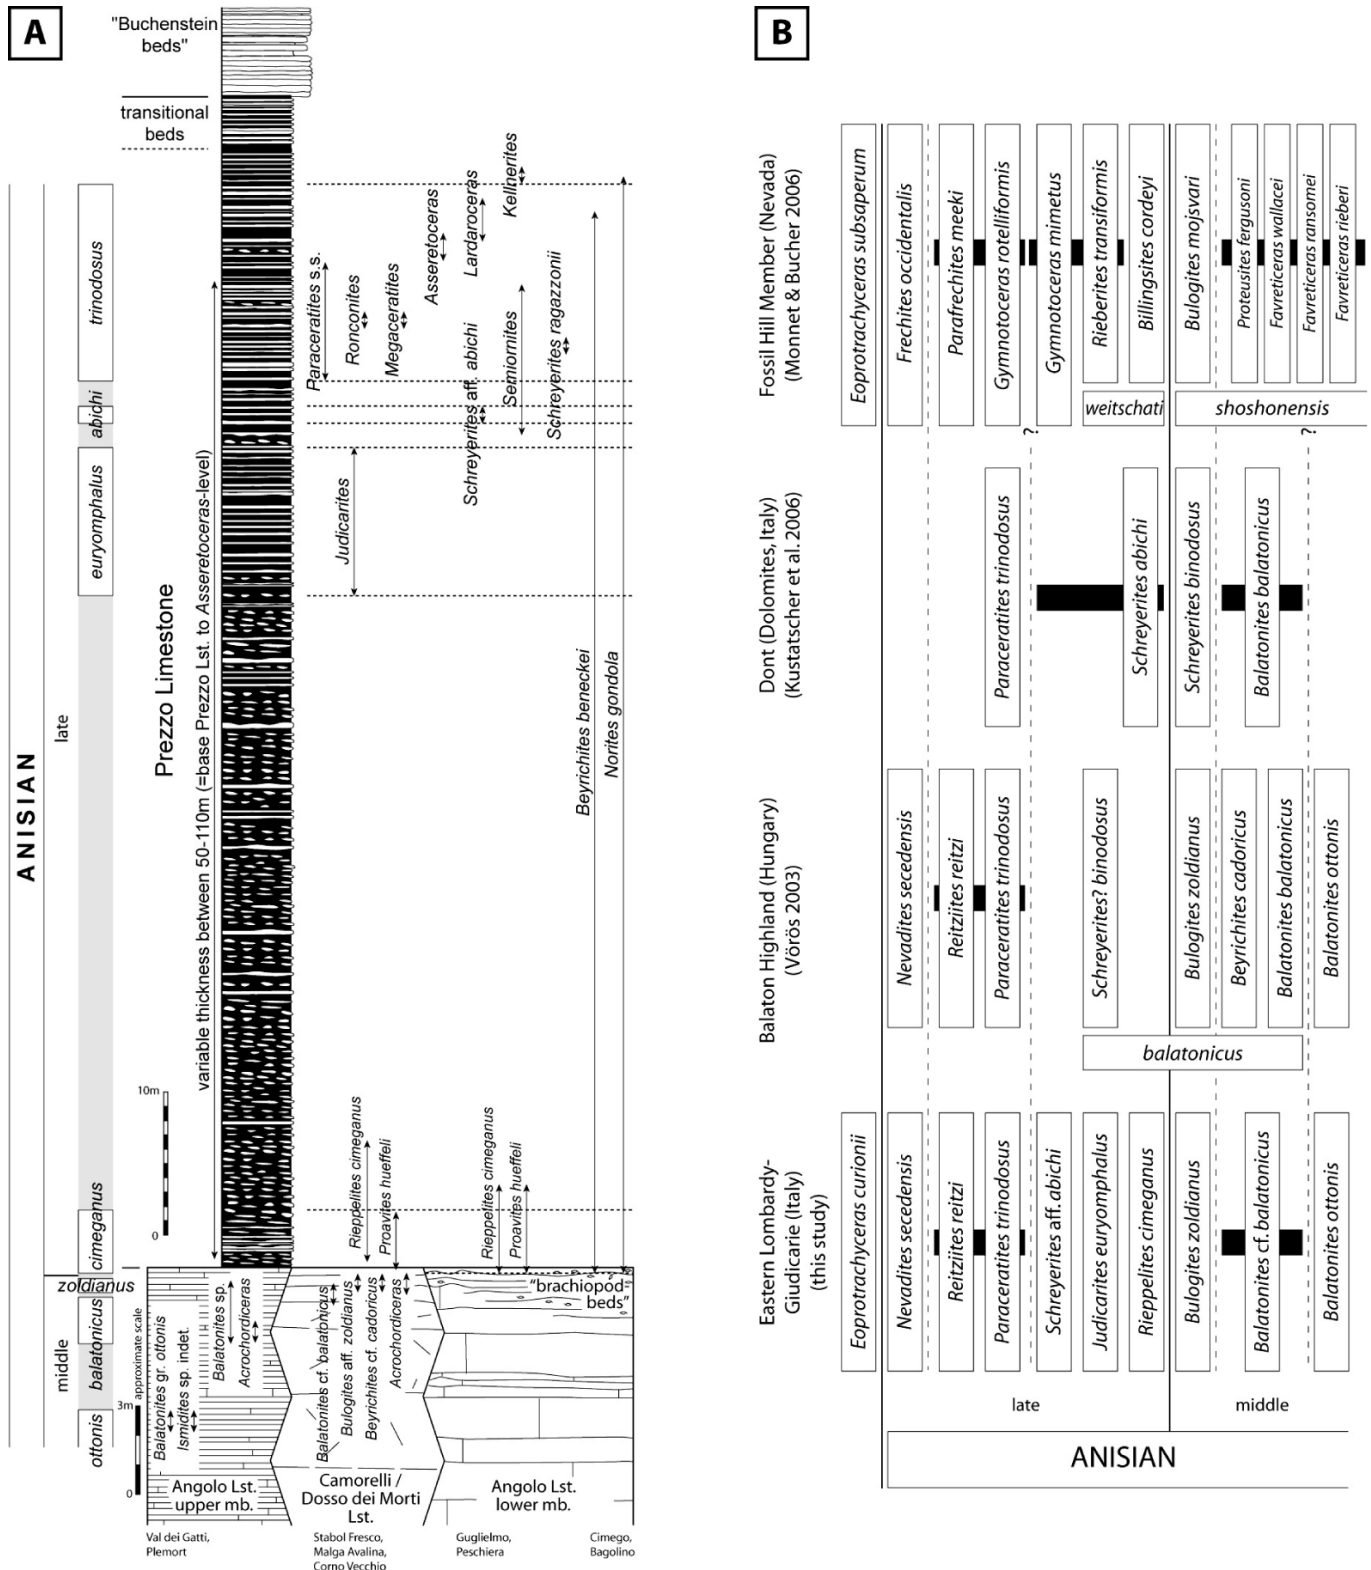 A
"Buchenstein
beds"
transitional
beds
ANISIAN
late
middle
trinodosus
abichi
euryomphalus
cimeganus
zoldianus
balatonicus
ottonis
Prezzo Limestone
variable thickness between 50-110m (=base Prezzo Lst. to Asseretoceras-level)
10m
0
3m
0
approximate scale
Paraceratites s.s.
Ronconites
Megaceratites
Asseretoceras
Lardaroceras
Kellnerites
Schreyerites aff. abichi
Semiornites
Schreyerites ragazzonii
Judicarites
Beyrichites beneckei
Norites gondola
Rieppelites cimeganus
Proavites hueffeli
Rieppelites cimeganus
Proavites hueffeli
Balatonites gr. ottonis
Ismidites sp. indet.
Balatonites sp.
Acrochordiceras
Balatonites cf. balatonicus
Bulogites aff. zoldianus
Beyrichites cf. cadoricus
Acrochordiceras
"brachiopod-
beds"
Angolo Lst.
upper mb.
Camorelli /
Dosso dei Morti
Lst.
Angolo Lst.
lower mb.
Val dei Gatti,
Plemort
Stabol Fresco,
Malga Avalina,
Corno Vecchio
Guglielmo,
Peschiera
Cimego,
Bagolino
B
Fossil Hill Member (Nevada)
(Monnet & Bucher 2006)
Eoprotrachyceras subsaperum
Frechites occidentalis
Parafrechites meeki
Gymnotoceras rotelliformis
Gymnotoceras mimetus
Rieberites transiformis
Billingsites cordeyi
Bulogites mojsvari
Proteusites fergusoni
Favreticeras wallacei
Favreticeras ransomei
Favreticeras rieberi
weitschati
shoshonensis
?
?
Dont (Dolomites, Italy)
(Kustatscher et al. 2006)
Paraceratites trinodosus
Schreyerites abichi
Schreyerites binodosus
Balatonites balatonicus
Balaton Highland (Hungary)
(Vörös 2003)
Nevadites secedensis
Reitziites reitzi
Paraceratites trinodosus
Schreyerites? binodosus
Bulogites zoldianus
Beyrichites cadoricus
Balatonites balatonicus
Balatonites ottonis
balatonicus
Eastern Lombardy-
Giudicarie (Italy)
(this study)
Eoprotrachyceras curionii
Nevadites secedensis
Reitziites reitzi
Paraceratites trinodosus
Schreyerites aff. abichi
Judicarites euryomphalus
Rieppelites cimeganus
Bulogites zoldianus
Balatonites cf. balatonicus
Balatonites ottonis
late
middle
ANISIAN